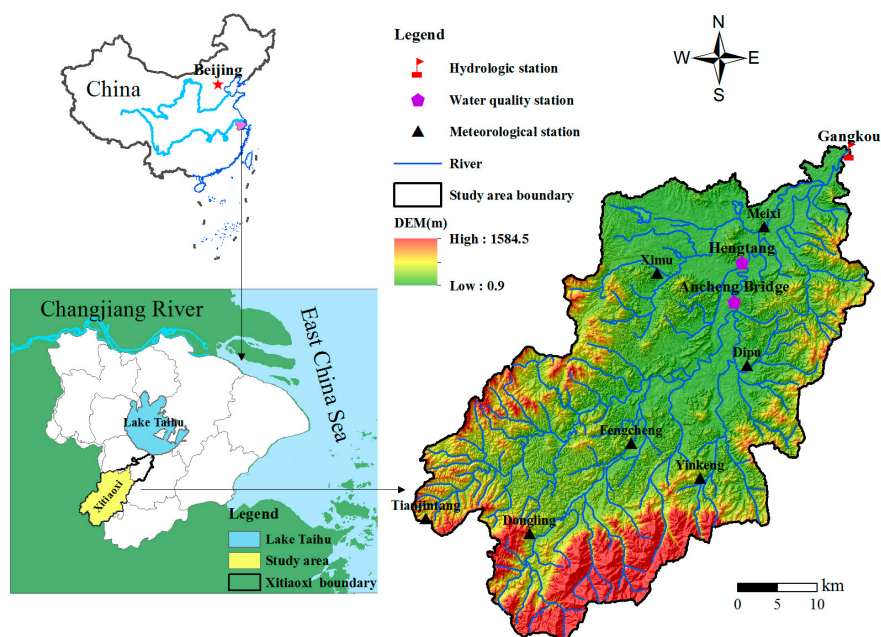 Beijing
China
Legend
Hydrologic station
Water quality station
Meteorological station
River
Study area boundary
DEM(m)
High : 1584.5
Low : 0.9
N
W
E
S
Gangkou
Meixi
Hengtang
Ximu
Ancheng Bridge
Dipu
Fengcheng
Yinkeng
Tianjintang
Dongling
km
0 5 10
Changjiang River
East China Sea
Lake Taihu
Xitiaoxi
Legend
Lake Taihu
Study area
Xitiaoxi boundary